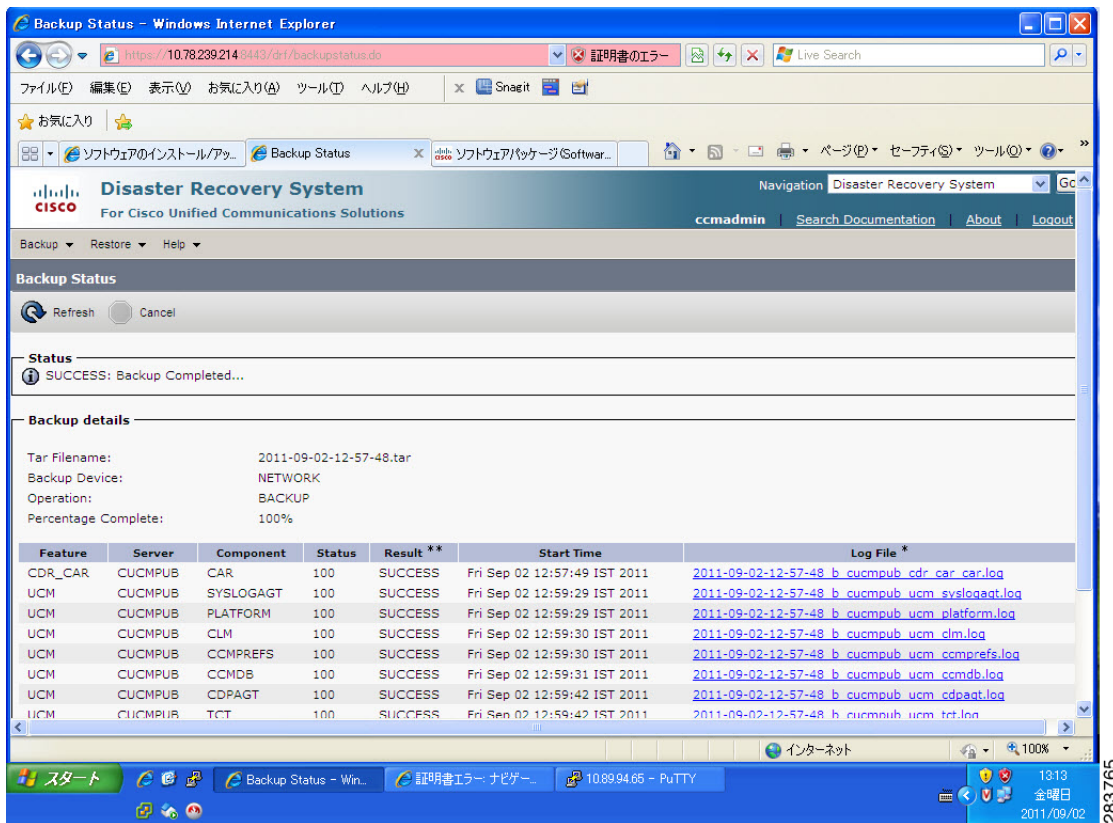 Backup Status - Windows Internet Explorer
https://10.78.239.214:8443/drf/backupstatus.do 証明書のエラー Live Search
ファイル(F) 編集(E) 表示(V) お気に入り(A) ツール(T) ヘルプ(H) x Snagit
お気に入り
ソフトウェアのインストール/アッ... Backup Status ソフトウェアパッケージ(Softwar... ページ(P) セーフティ(S) ツール(O)
cisco Disaster Recovery System Navigation Disaster Recovery System Go
For Cisco Unified Communications Solutions
ccmadmin Search Documentation About Logout
Backup Restore Help
Backup Status
Refresh Cancel
Status
SUCCESS: Backup Completed...
Backup details
Tar Filename: 2011-09-02-12-57-48.tar
Backup Device: NETWORK
Operation: BACKUP
Percentage Complete: 100%
Feature Server Component Status Result ** Start Time Log File *
CDR_CAR CUCMPUB CAR 100 SUCCESS Fri Sep 02 12:57:49 IST 2011 2011-09-02-12-57-48_b_cucmpub_cdr_car_car.log
UCM CUCMPUB SYSLOGAGT 100 SUCCESS Fri Sep 02 12:59:29 IST 2011 2011-09-02-12-57-48_b_cucmpub_ucm_syslogagt.log
UCM CUCMPUB PLATFORM 100 SUCCESS Fri Sep 02 12:59:29 IST 2011 2011-09-02-12-57-48_b_cucmpub_ucm_platform.log
UCM CUCMPUB CLM 100 SUCCESS Fri Sep 02 12:59:30 IST 2011 2011-09-02-12-57-48_b_cucmpub_ucm_clm.log
UCM CUCMPUB CCMPREFS 100 SUCCESS Fri Sep 02 12:59:30 IST 2011 2011-09-02-12-57-48_b_cucmpub_ucm_ccmprefs.log
UCM CUCMPUB CCMDB 100 SUCCESS Fri Sep 02 12:59:31 IST 2011 2011-09-02-12-57-48_b_cucmpub_ucm_ccmdb.log
UCM CUCMPUB CDPAGT 100 SUCCESS Fri Sep 02 12:59:42 IST 2011 2011-09-02-12-57-48_b_cucmpub_ucm_cdpagt.log
UCM CUCMPUB TCT 100 SUCCESS Fri Sep 02 12:59:42 IST 2011 2011-09-02-12-57-48_b_cucmpub_ucm_tct.log
インターネット 100%
スタート Backup Status - Win... 証明書エラー: ナビゲー... 10.89.94.65 - PuTTY 13:13
金曜日
2011/09/02
283765